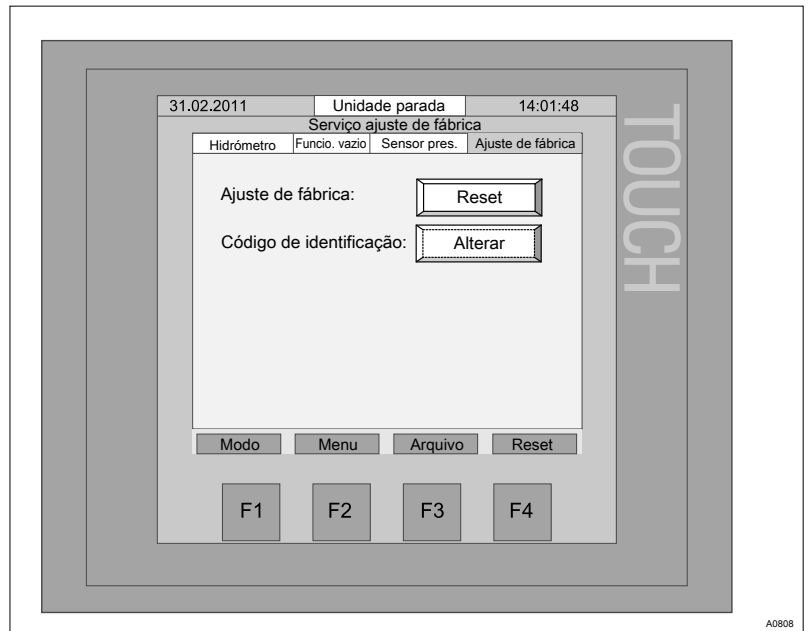 31.02.2011 Unidade parada 14:01:48
Serviço ajuste de fábrica
Hidrómetro Funcio. vazio Sensor pres. Ajuste de fábrica
Ajuste de fábrica: Reset
Código de identificação: Alterar
Modo Menu Arquivo Reset
F1 F2 F3 F4
TOUCH
A0808